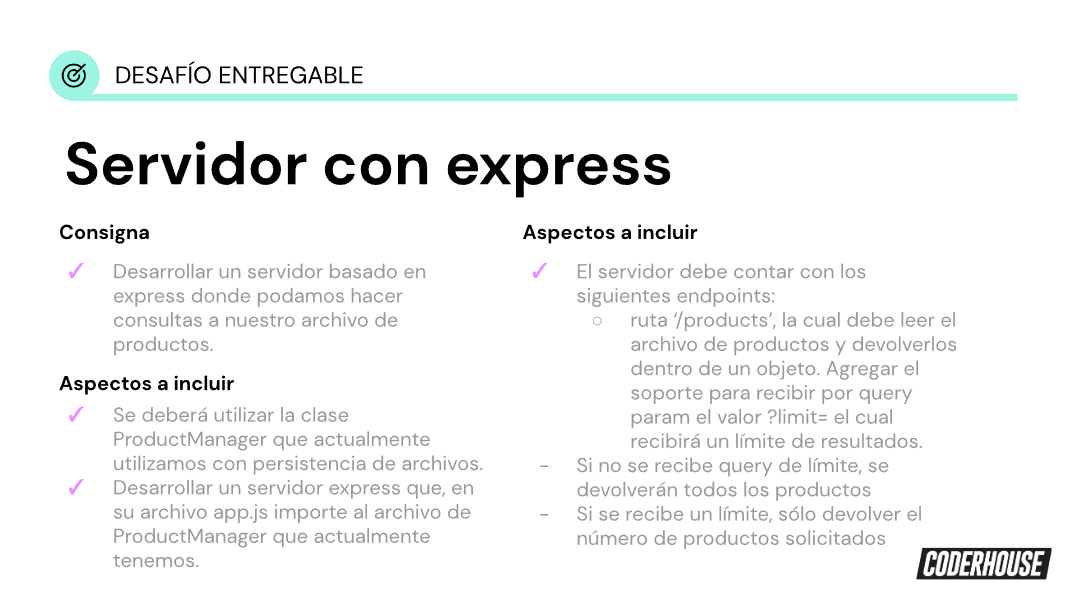 DESAFÍO ENTREGABLE
Servidor con express
Consigna
✓ Desarrollar un servidor basado en
express donde podamos hacer
consultas a nuestro archivo de
productos.
Aspectos a incluir
✓ Se deberá utilizar la clase
ProductManager que actualmente
utilizamos con persistencia de archivos.
✓ Desarrollar un servidor express que, en
su archivo app.js importe al archivo de
ProductManager que actualmente
tenemos.
Aspectos a incluir
✓ El servidor debe contar con los
siguientes endpoints:
○ ruta ‘/products’, la cual debe leer el
archivo de productos y devolverlos
dentro de un objeto. Agregar el
soporte para recibir por query
param el valor ?limit= el cual
recibirá un límite de resultados.
- Si no se recibe query de límite, se
devolverán todos los productos
- Si se recibe un límite, sólo devolver el
número de productos solicitados
CODERHOUSE